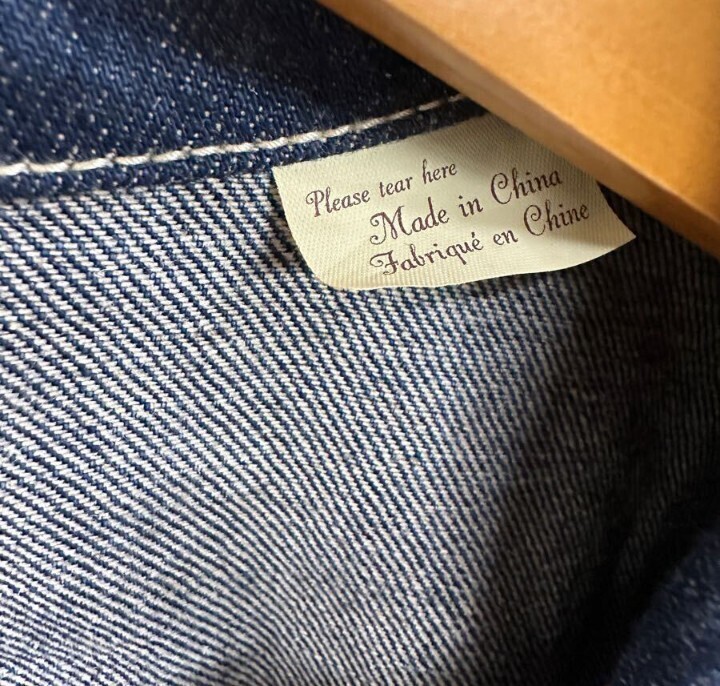 Please tear here
Made in China
Fabriqué en Chine